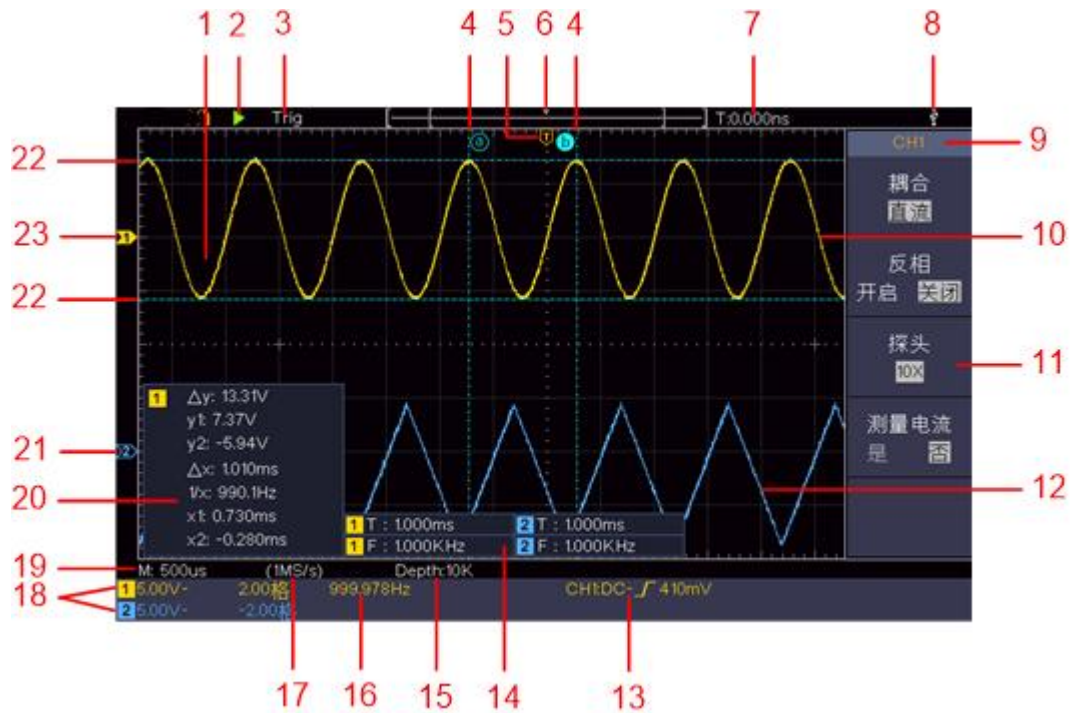 1 2 3 4 5 6 4 7 8
Trig T T:0.000ns
a b
CH1 9
22
耦合
直流
23 1 10
反相
开启 关闭
22
探头
10X 11
1 △y: 13.31V
y1: 7.37V
y2: -5.94V
△x: 1.010ms
1/x: 990.1Hz
x1: 0.730ms
x2: -0.280ms
测量电流
是 否
21 2
20 12
1 T : 1.000ms 2 T : 1.000ms
1 F : 1.000KHz 2 F : 1.000KHz
19 M: 500us (1MS/s) Depth:10K
18 1 5.00V~ 2.00格 999.978Hz CH1:DC- 410mV
2 5.00V~ -2.00格
17 16 15 14 13